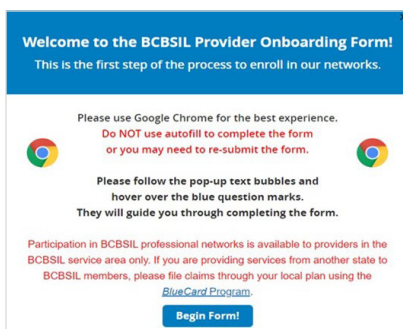 Welcome to the BCBSIL Provider Onboarding Form!
This is the first step of the process to enroll in our networks.
Please use Google Chrome for the best experience.
Do NOT use autofill to complete the form
or you may need to re-submit the form.
Please follow the pop-up text bubbles and
hover over the blue question marks.
They will guide you through completing the form.
Participation in BCBSIL professional networks is available to providers in the
BCBSIL service area only. If you are providing services from another state to
BCBSIL members, please file claims through your local plan using the
BlueCard Program.
Begin Form!